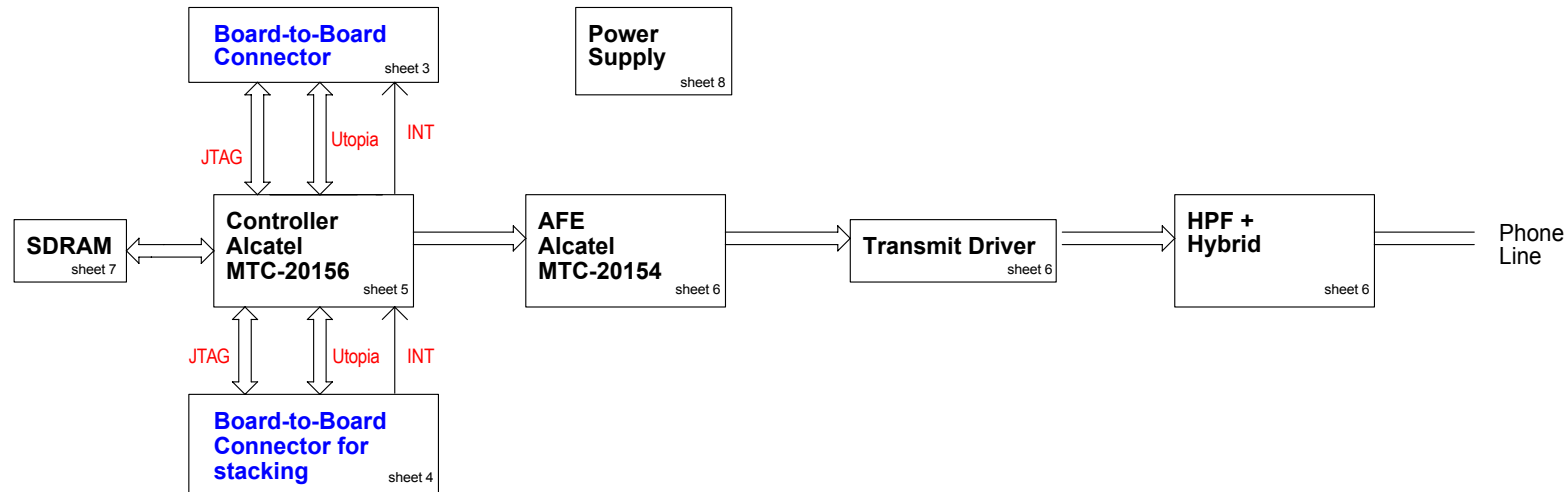 Board-to-Board
Connector
sheet 3
Power
Supply
sheet 8
JTAG
Utopia
INT
SDRAM
sheet 7
Controller
Alcatel
MTC-20156
sheet 5
AFE
Alcatel
MTC-20154
sheet 6
Transmit Driver
sheet 6
HPF +
Hybrid
sheet 6
Phone
Line
JTAG
Utopia
INT
Board-to-Board
Connector for
stacking
sheet 4